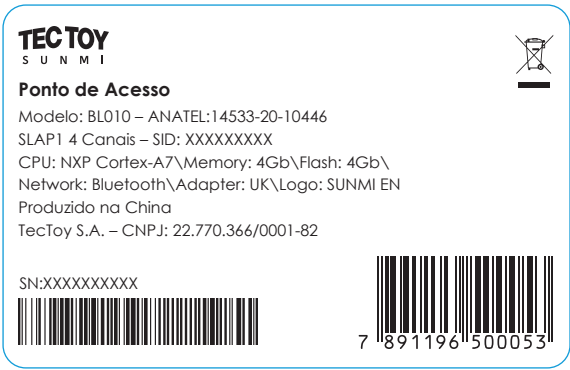 TECTOY
SUNMI
Ponto de Acesso
Modelo: BL010 – ANATEL:14533-20-10446
SLAP1 4 Canais – SID: XXXXXXXXX
CPU: NXP Cortex-A7\Memory: 4Gb\Flash: 4Gb\
Network: Bluetooth\Adapter: UK\Logo: SUNMI EN
Produzido na China
TecToy S.A. – CNPJ: 22.770.366/0001-82
SN:XXXXXXXXXX
7 891196 500053